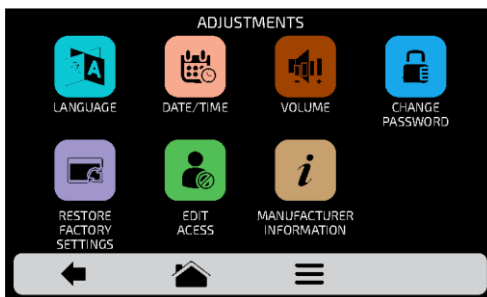 ADJUSTMENTS
LANGUAGE
DATE/TIME
VOLUME
CHANGE
PASSWORD
RESTORE
FACTORY
SETTINGS
EDIT
ACESS
MANUFACTURER
INFORMATION